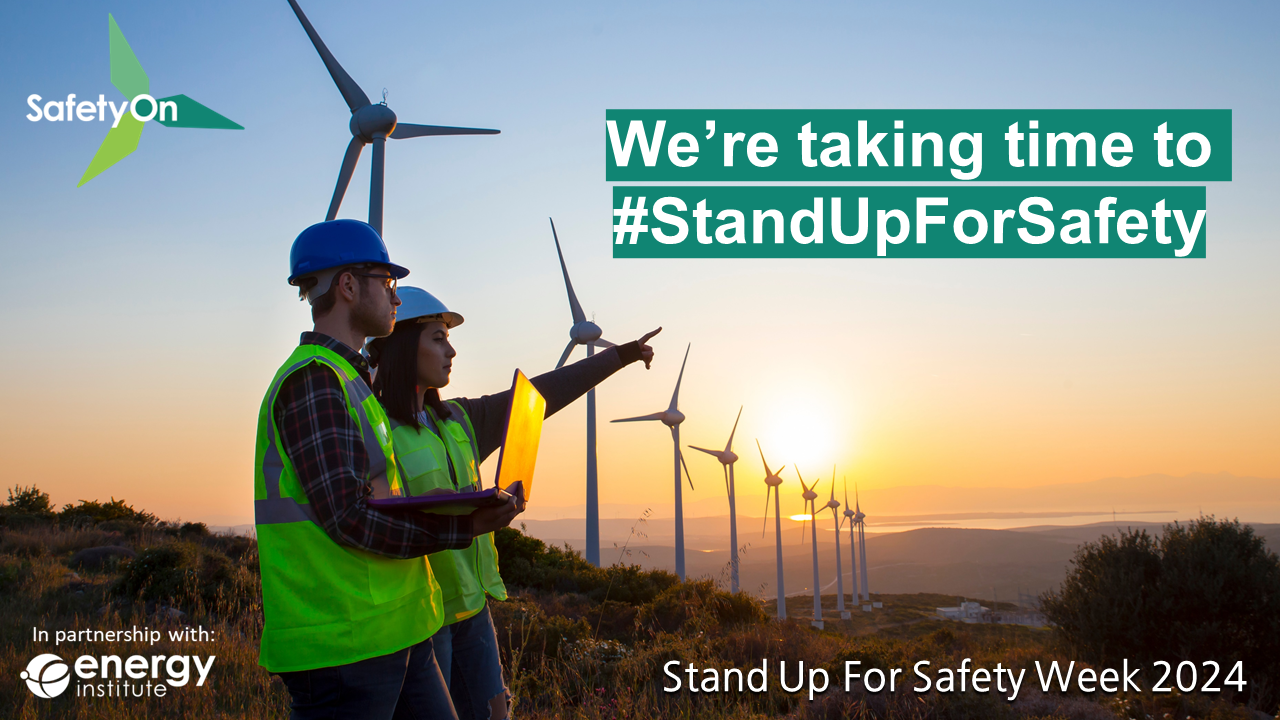 SafetyOn
We’re taking time to
#StandUpForSafety
In partnership with:
energy
institute
Stand Up For Safety Week 2024